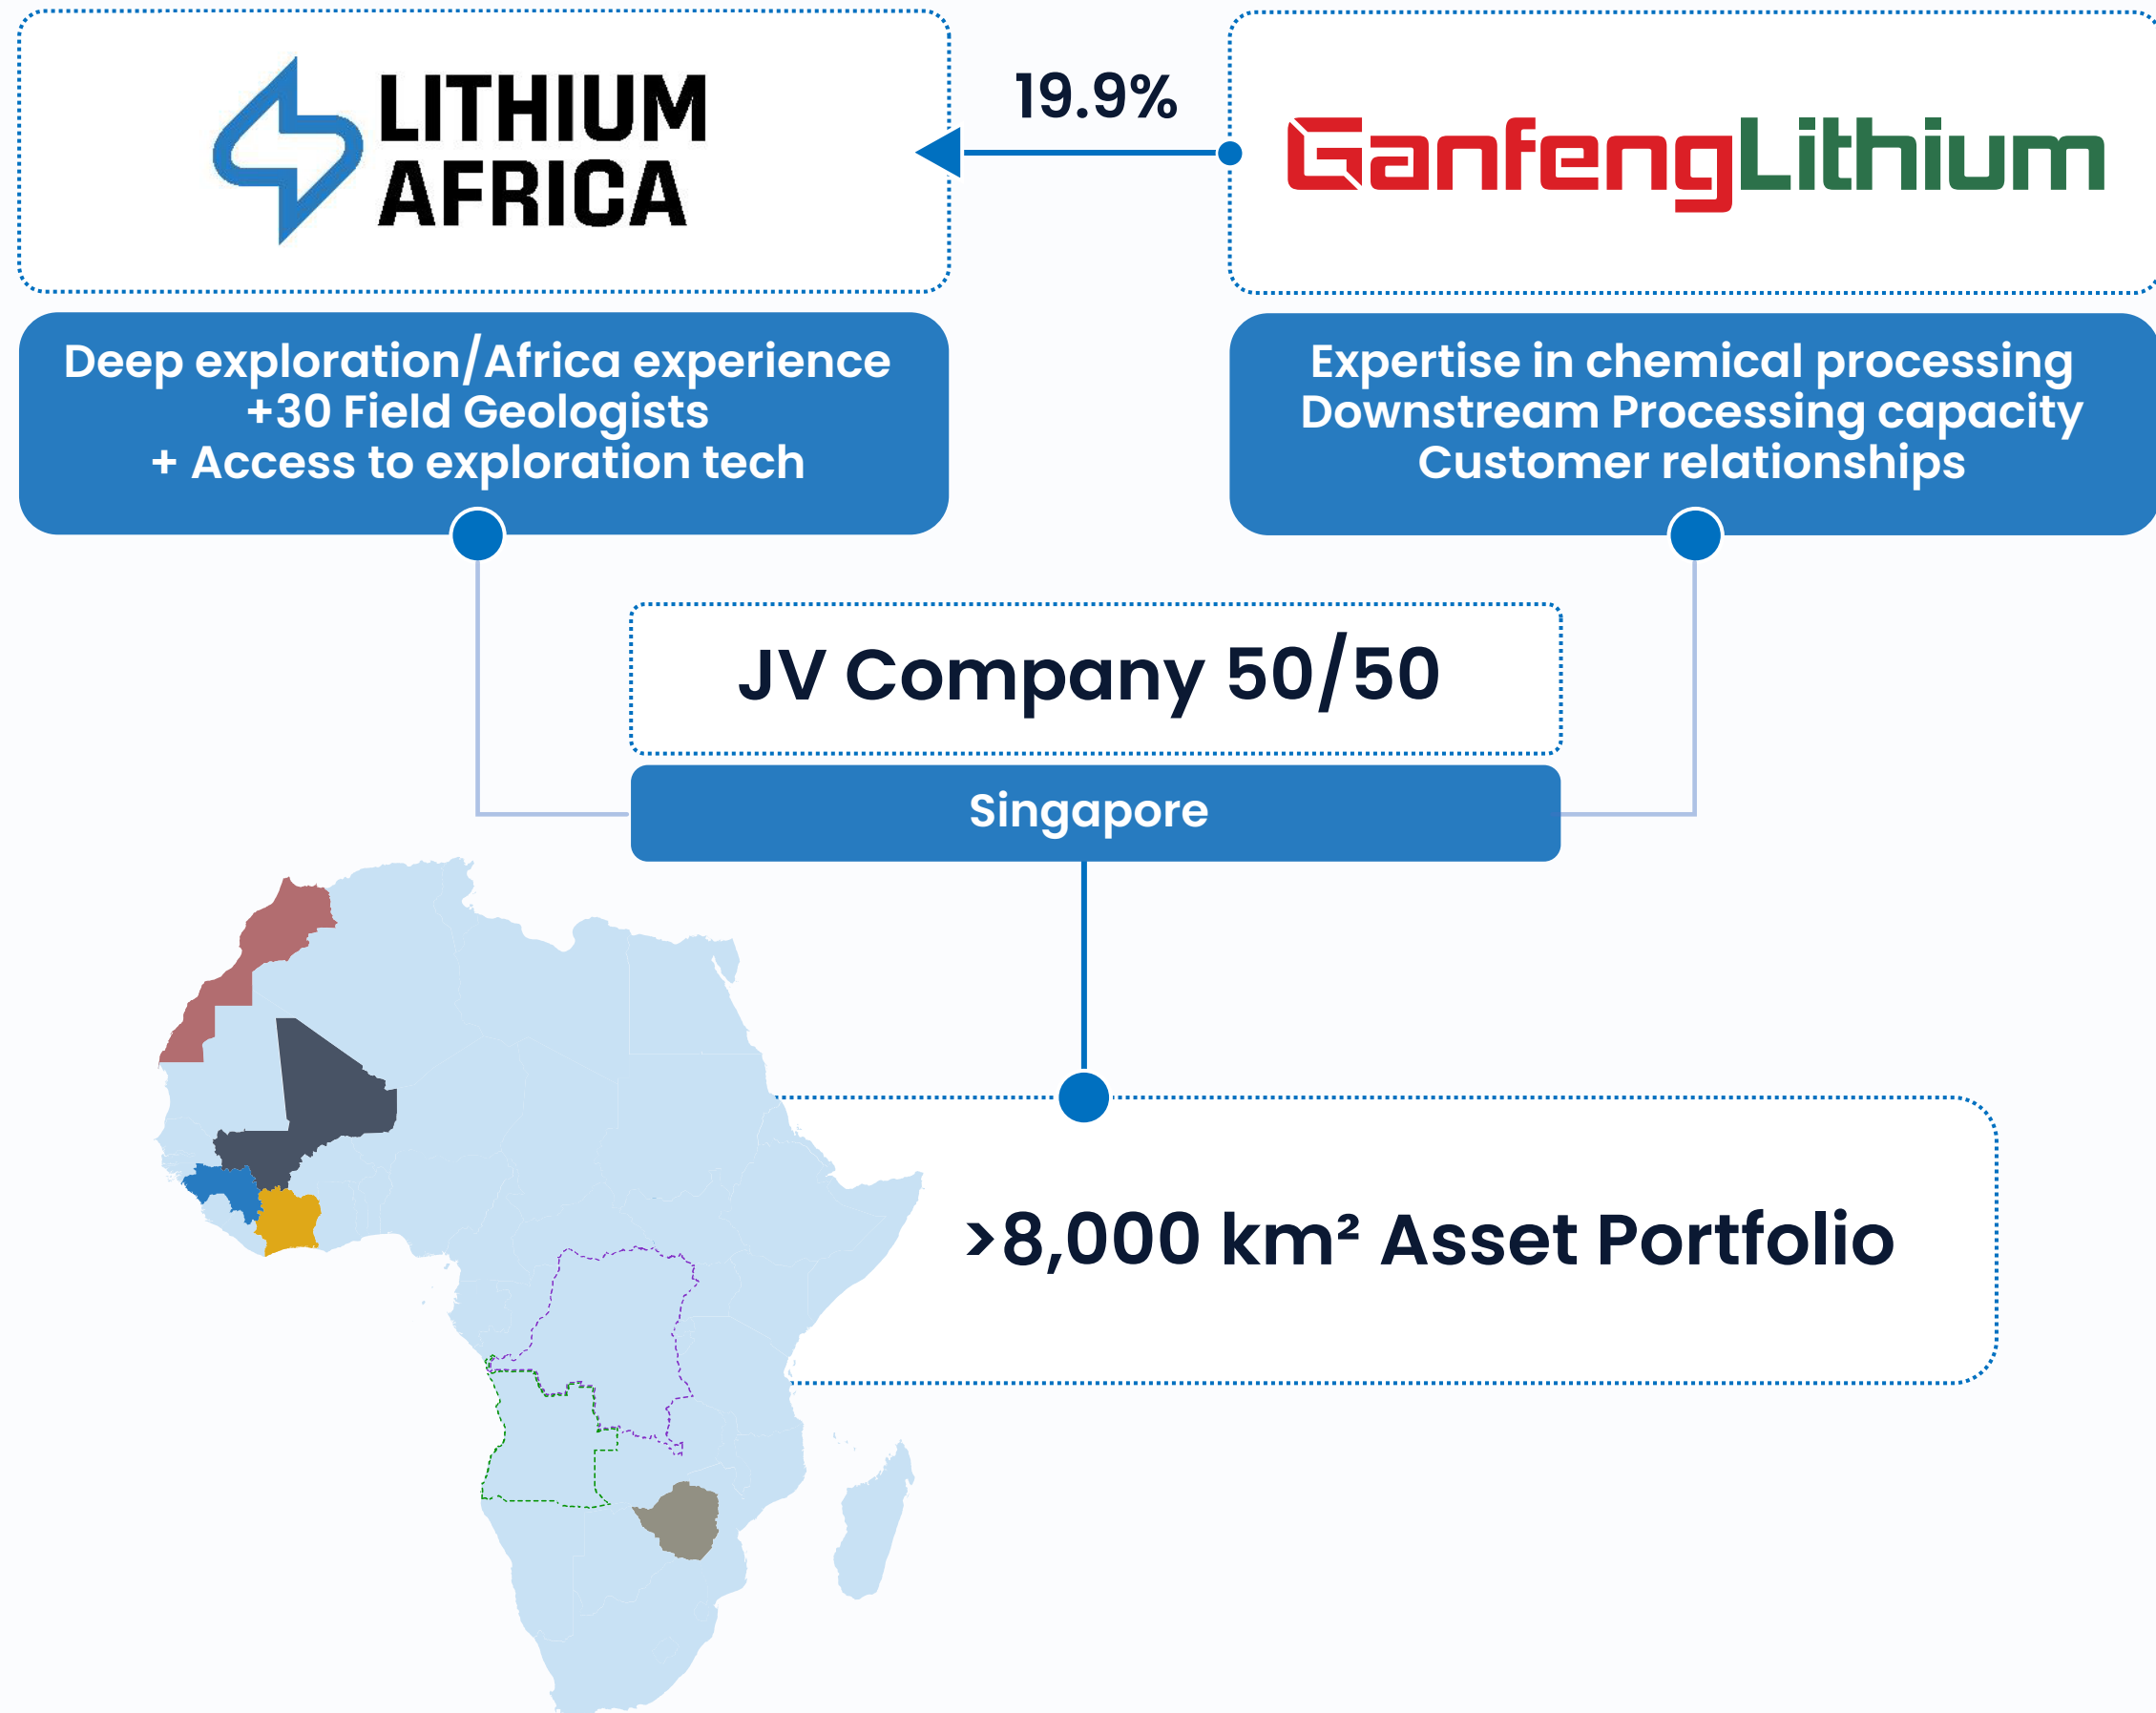 LITHIUM
AFRICA
19.9%
GanfengLithium
Deep exploration/Africa experience
+30 Field Geologists
+ Access to exploration tech
Expertise in chemical processing
Downstream Processing capacity
Customer relationships
JV Company 50/50
Singapore
>8,000 km² Asset Portfolio